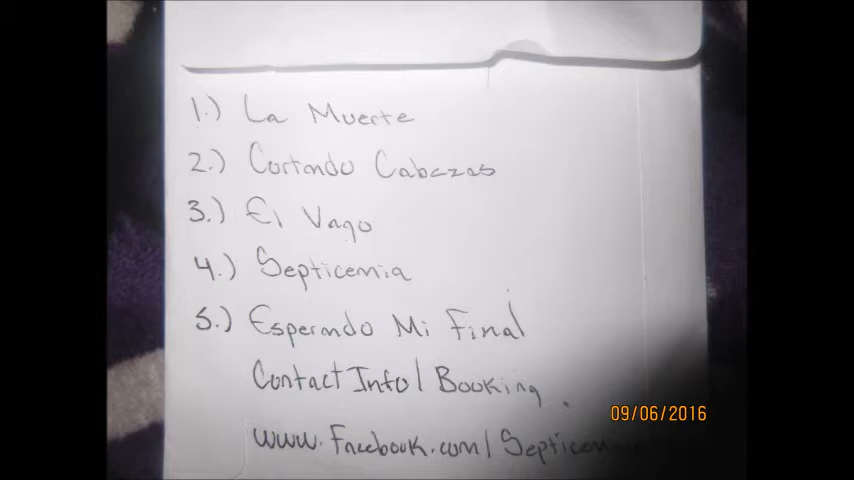 1.) La Muerte
2.) Cortando Cabezas
3.) El Vago
4.) Septicemia
5.) Esperando Mi Final
Contact Info/Booking
09/06/2016
www.Facebook.com/